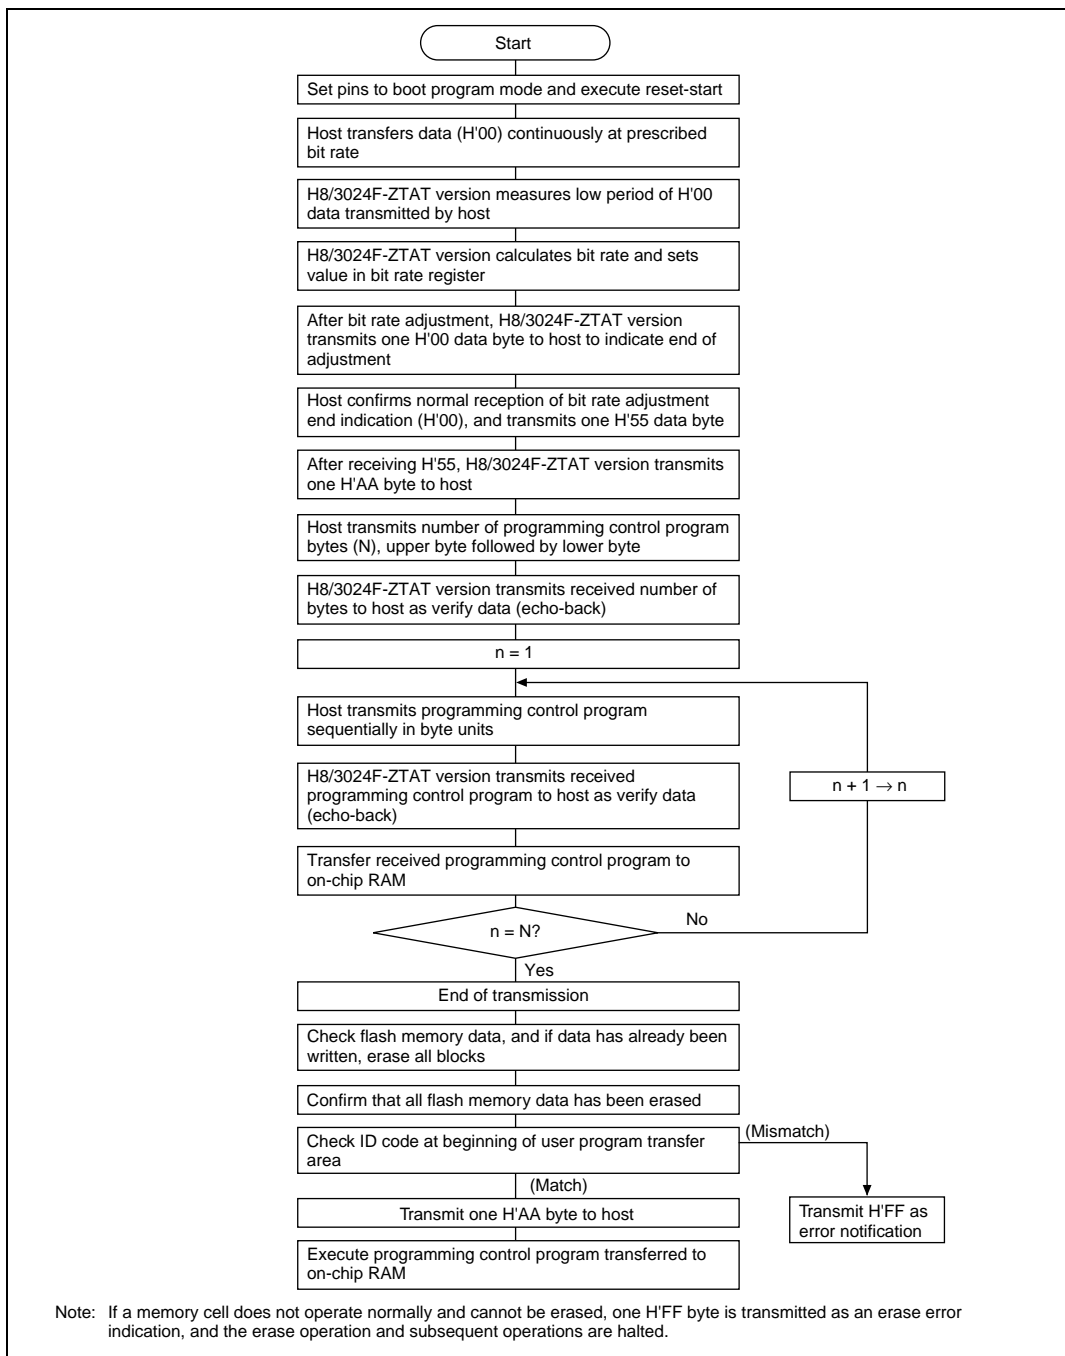 Start
Set pins to boot program mode and execute reset-start
Host transfers data (H'00) continuously at prescribed
bit rate
H8/3024F-ZTAT version measures low period of H'00
data transmitted by host
H8/3024F-ZTAT version calculates bit rate and sets
value in bit rate register
After bit rate adjustment, H8/3024F-ZTAT version
transmits one H'00 data byte to host to indicate end of
adjustment
Host confirms normal reception of bit rate adjustment
end indication (H'00), and transmits one H'55 data byte
After receiving H'55, H8/3024F-ZTAT version transmits
one H'AA byte to host
Host transmits number of programming control program
bytes (N), upper byte followed by lower byte
H8/3024F-ZTAT version transmits received number of
bytes to host as verify data (echo-back)
n = 1
Host transmits programming control program
sequentially in byte units
H8/3024F-ZTAT version transmits received
programming control program to host as verify data
(echo-back)
n + 1 → n
Transfer received programming control program to
on-chip RAM
n = N?
No
Yes
End of transmission
Check flash memory data, and if data has already been
written, erase all blocks
Confirm that all flash memory data has been erased
Check ID code at beginning of user program transfer
area
(Mismatch)
(Match)
Transmit one H'AA byte to host
Transmit H'FF as
error notification
Execute programming control program transferred to
on-chip RAM
Note: If a memory cell does not operate normally and cannot be erased, one H'FF byte is transmitted as an erase error
indication, and the erase operation and subsequent operations are halted.